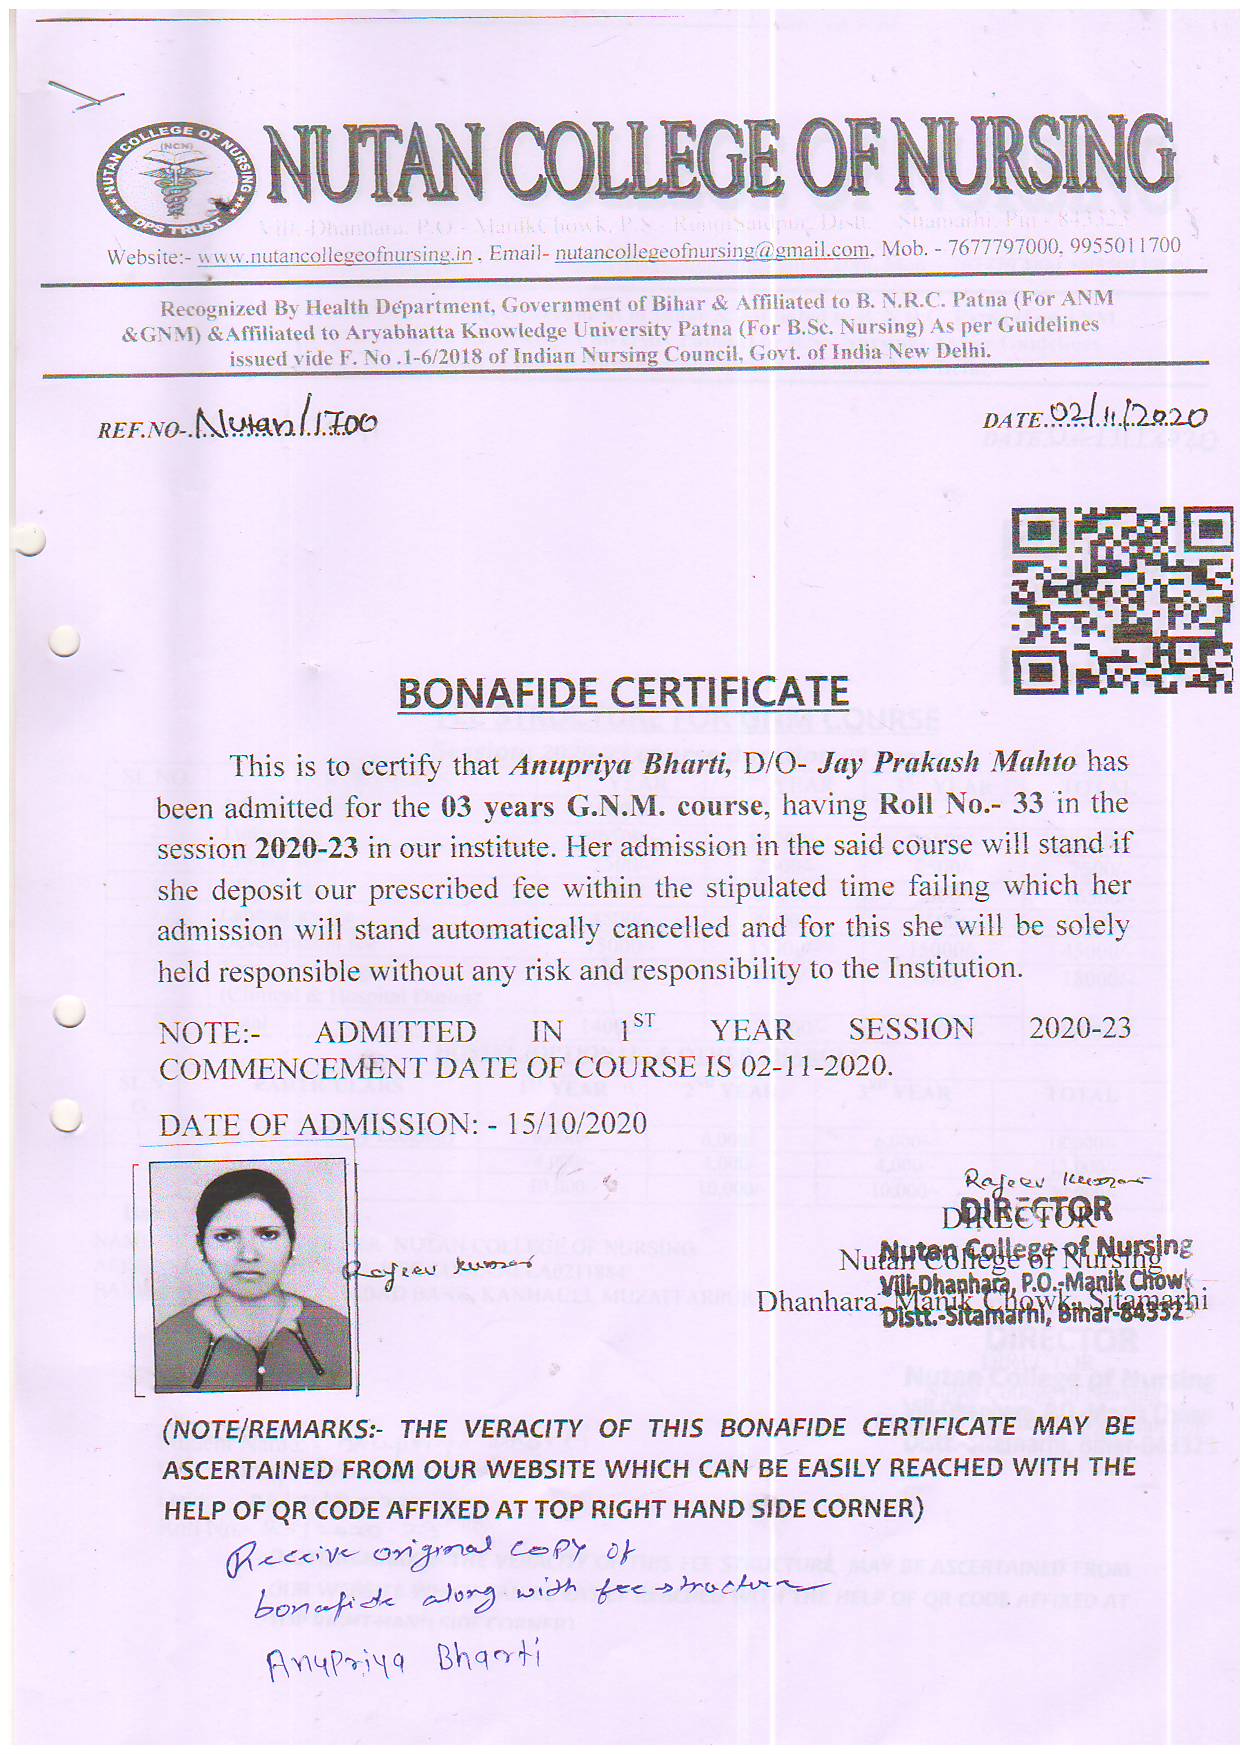 NUTAN COLLEGE OF NURSING
NUTAN COLLEGE OF NURSING
(NCN)
DPS TRUST
Vill.-Dhanhara, P.O.- ManikChowk, P.S.- RunniSaidpur, Distt. Sitamarhi, Pin - 843323
Website:- www.nutancollegeofnursing.in , Email- nutancollegeofnursing@gmail.com, Mob. - 7677797000, 9955011700
Recognized By Health Department, Government of Bihar & Affiliated to B. N.R.C. Patna (For ANM
&GNM) &Affiliated to Aryabhatta Knowledge University Patna (For B.Sc. Nursing) As per Guidelines
issued vide F. No .1-6/2018 of Indian Nursing Council, Govt. of India New Delhi.
REF.NO-Nutan/1700
DATE.02/11/2020
BONAFIDE CERTIFICATE
This is to certify that Anupriya Bharti, D/O- Jay Prakash Mahto has
been admitted for the 03 years G.N.M. course, having Roll No.- 33 in the
session 2020-23 in our institute. Her admission in the said course will stand if
she deposit our prescribed fee within the stipulated time failing which her
admission will stand automatically cancelled and for this she will be solely
held responsible without any risk and responsibility to the Institution.
NOTE:- ADMITTED IN 1ST YEAR SESSION 2020-23
COMMENCEMENT DATE OF COURSE IS 02-11-2020.
DATE OF ADMISSION: - 15/10/2020
Rajeev Kumar
Rajeev Kumar
DIRECTOR
DIRECTOR
Nutan College of Nursing
Nutan College of Nursing
Vill-Dhanhara, P.O.-Manik Chowk
Dhanhara, Manik Chowk, Sitamarhi
Distt.-Sitamarhi, Bihar-843323
(NOTE/REMARKS:- THE VERACITY OF THIS BONAFIDE CERTIFICATE MAY BE
ASCERTAINED FROM OUR WEBSITE WHICH CAN BE EASILY REACHED WITH THE
HELP OF QR CODE AFFIXED AT TOP RIGHT HAND SIDE CORNER)
Receive original copy of
bonafide along with fee structure
Anupriya Bharti